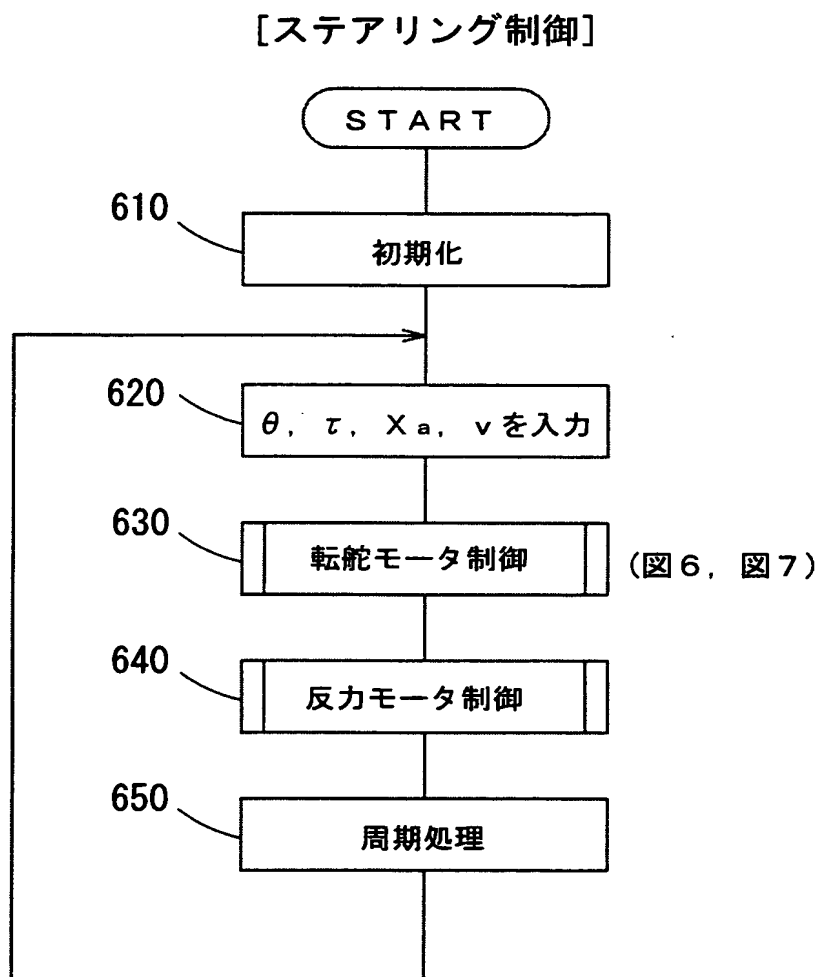 [ステアリング制御]
ＳＴＡＲＴ
610
初期化
620
θ，τ，Ｘａ，ｖを入力
630
転舵モータ制御
(図６，図７)
640
反力モータ制御
650
周期処理